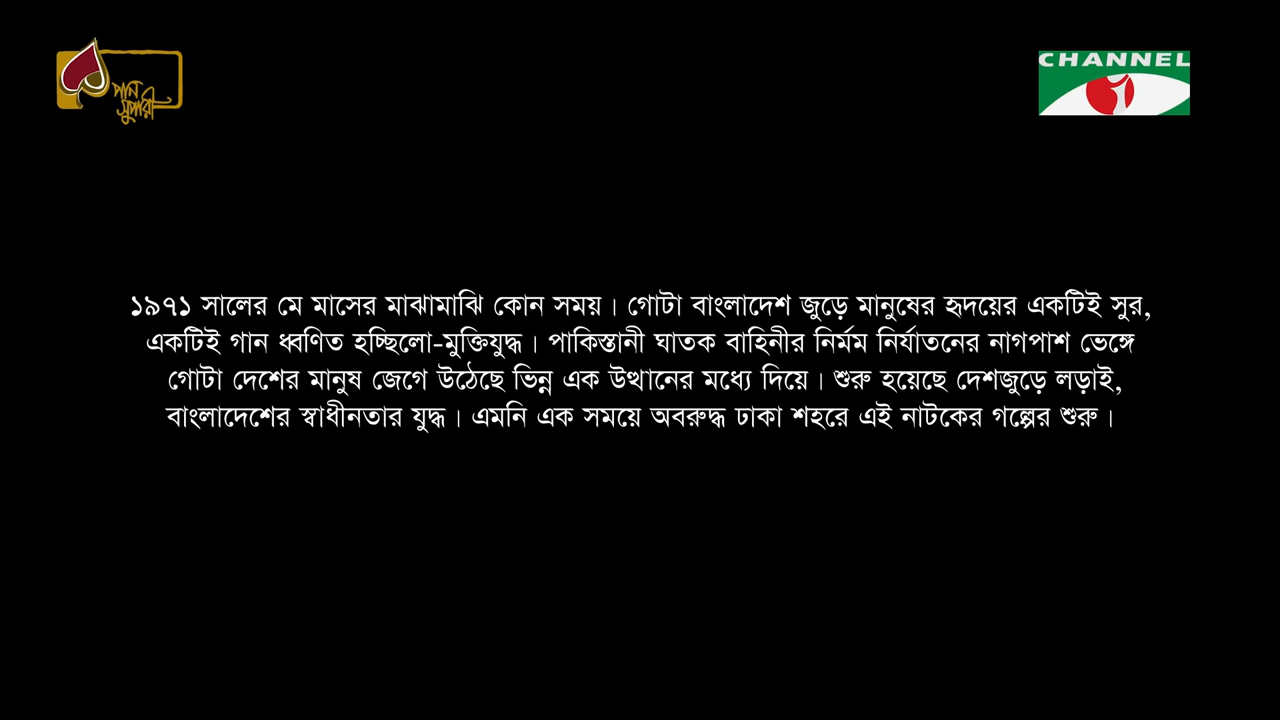 পান
সুপারী
CHANNEL
১৯৭১ সালের মে মাসের মাঝামাঝি কোন সময়। গোটা বাংলাদেশ জুড়ে মানুষের হৃদয়ের একটিই সুর,
একটিই গান ধ্বণিত হচ্ছিলো-মুক্তিযুদ্ধ। পাকিস্তানী ঘাতক বাহিনীর নির্মম নির্যাতনের নাগপাশ ভেঙ্গে
গোটা দেশের মানুষ জেগে উঠেছে ভিন্ন এক উত্থানের মধ্যে দিয়ে। শুরু হয়েছে দেশজুড়ে লড়াই,
বাংলাদেশের স্বাধীনতার যুদ্ধ। এমনি এক সময়ে অবরুদ্ধ ঢাকা শহরে এই নাটকের গল্পের শুরু।